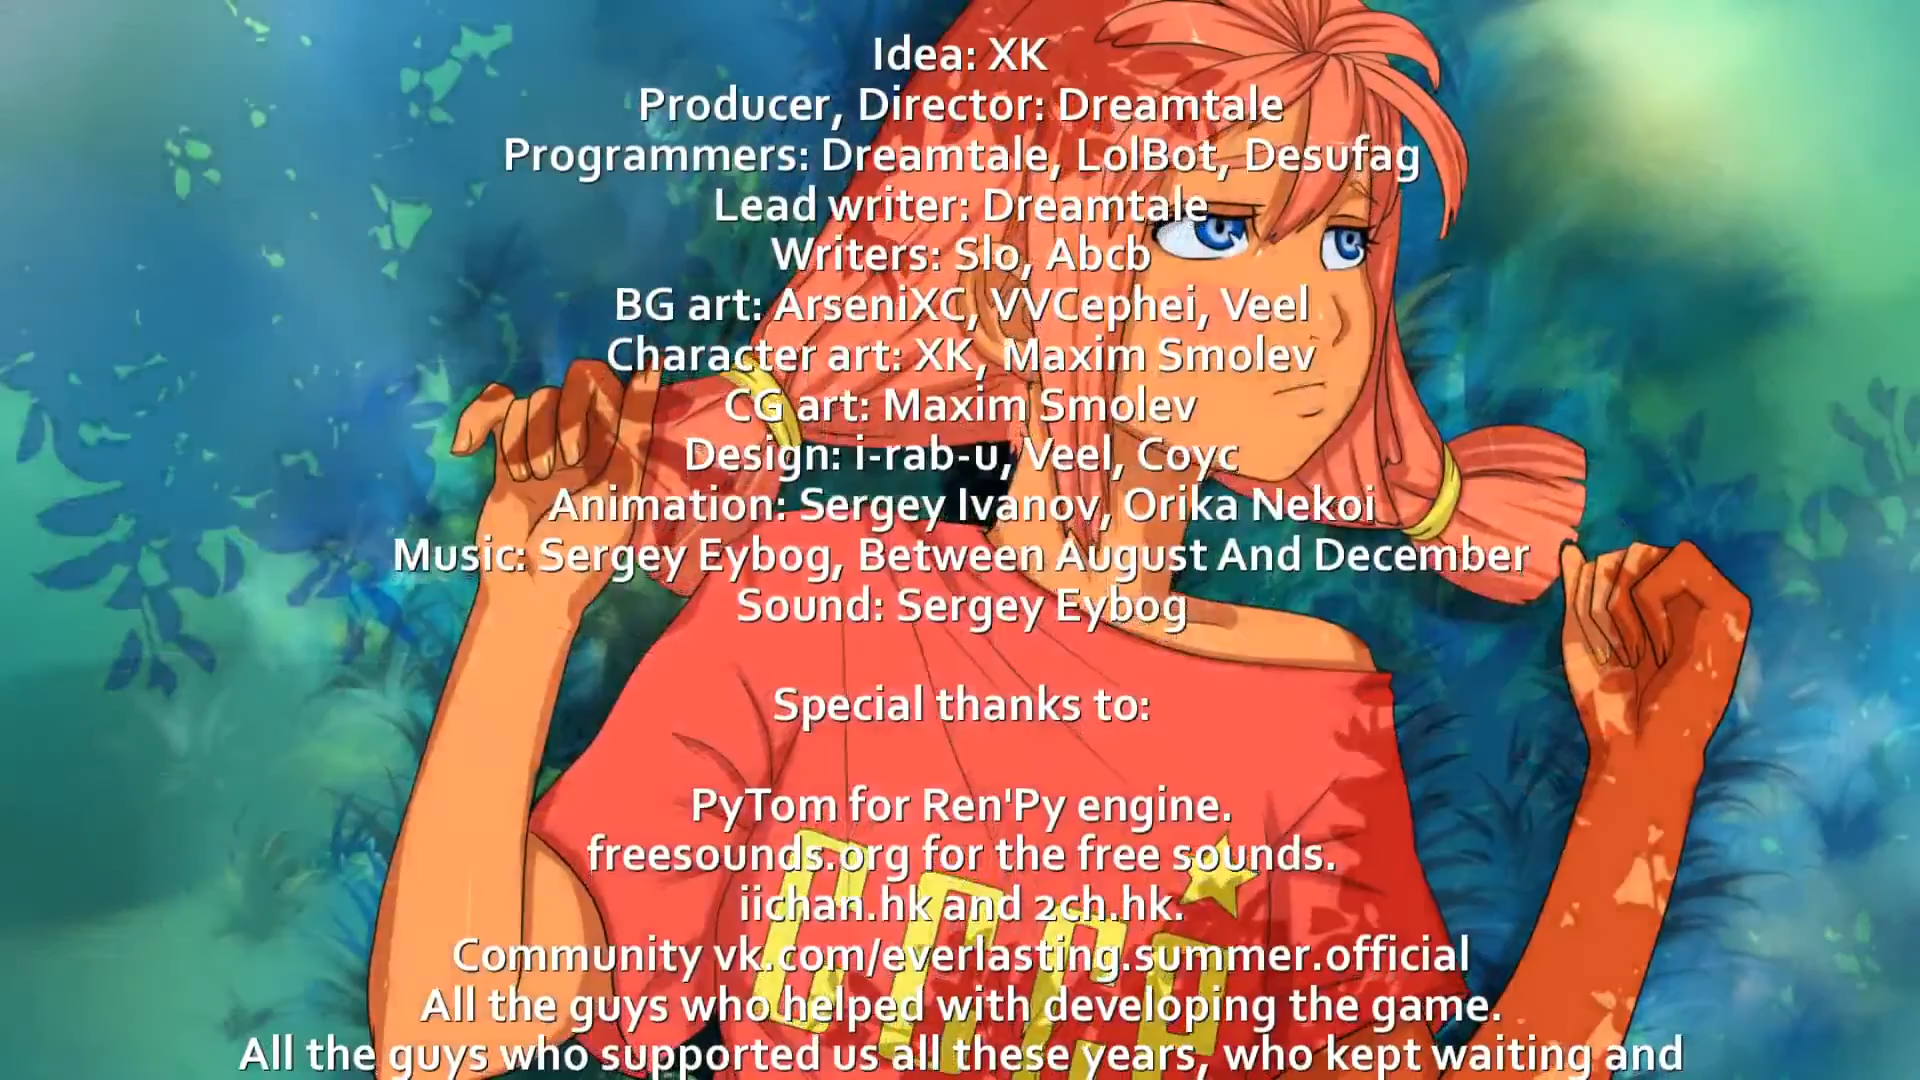 Idea: XK
Producer, Director: Dreamtale
Programmers: Dreamtale, LolBot, Desufag
Lead writer: Dreamtale
Writers: Slo, Abcb
BG art: ArseniXC, VVCephei, Veel
Character art: XK, Maxim Smolev
CG art: Maxim Smolev
Design: i-rab-u, Veel, Coyc
Animation: Sergey Ivanov, Orika Nekoi
Music: Sergey Eybog, Between August And December
Sound: Sergey Eybog
Special thanks to:
PyTom for Ren'Py engine.
freesounds.org for the free sounds.
iichan.hk and 2ch.hk.
Community vk.com/everlasting.summer.official
All the guys who helped with developing the game.
All the guys who supported us all these years, who kept waiting and
СССР